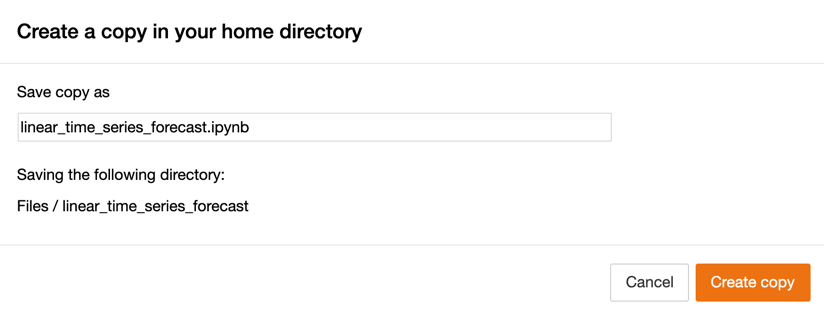 Create a copy in your home directory
Save copy as
linear_time_series_forecast.ipynb
Saving the following directory:
Files / linear_time_series_forecast
Cancel
Create copy